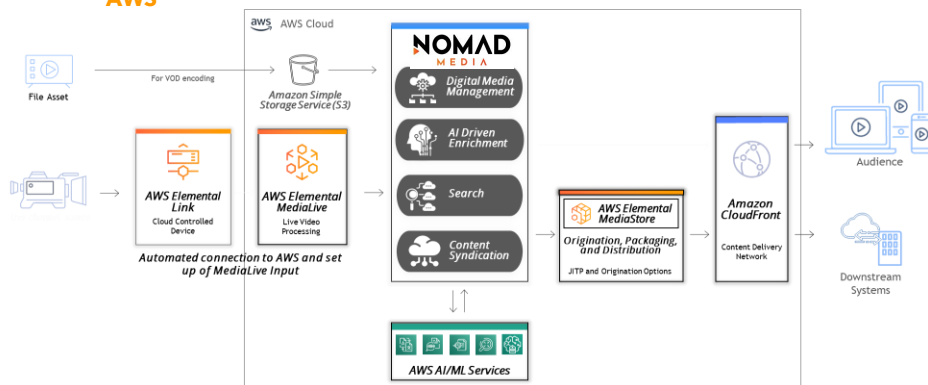 AWS
aws AWS Cloud
NOMAD
MEDIA
For VOD encoding
File Asset
Amazon Simple
Storage Service (S3)
Digital Media
Management
AI Driven
Enrichment
Search
Content
Syndication
AWS Elemental
Link
Cloud Controlled
Device
AWS Elemental
MediaLive
Live Video
Processing
Automated connection to AWS and set
up of MediaLive Input
AWS Elemental
MediaStore
Origination, Packaging,
and Distribution
JITP and Origination Options
Amazon
CloudFront
Content Delivery
Network
Audience
Downstream
Systems
AWS AI/ML Services